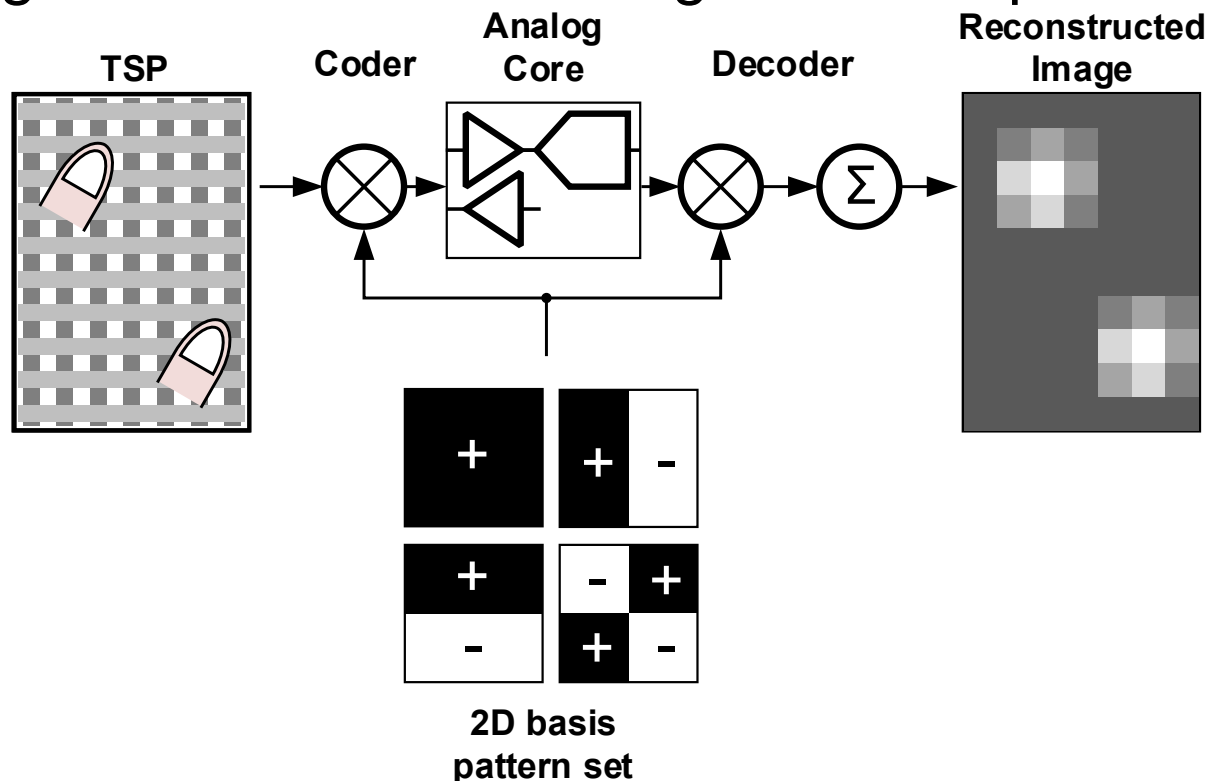 TSP
Coder
Analog
Core
Decoder
Reconstructed
Image
Σ
+
+ -
+
- +
-
+ -
2D basis
pattern set